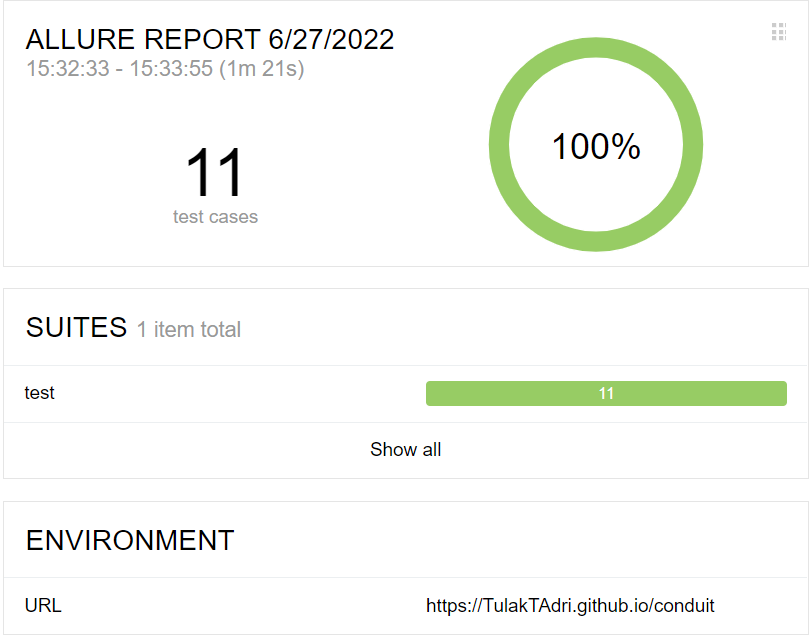 ALLURE REPORT 6/27/2022
15:32:33 - 15:33:55 (1m 21s)
11
test cases
100%
SUITES 1 item total
test 11
Show all
ENVIRONMENT
URL https://TulakTAdri.github.io/conduit